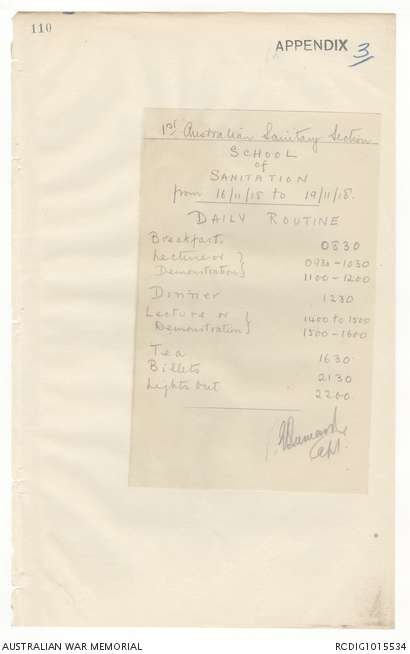 110
APPENDIX 3
1st Australian Sanitary Section
SCHOOL
of
SANITATION
from 16/11/18 to 19/11/18.
DAILY ROUTINE
Breakfast. 0830
Lecture or } 0930-1030
Demonstration } 1100-1200
Dinner 1230
Lecture or } 1400 to 1500
Demonstration } 1500-1600
Tea 1630
Billets 2130
Lights out 2200.
Capt.
AUSTRALIAN WAR MEMORIAL
RCDIG1015534